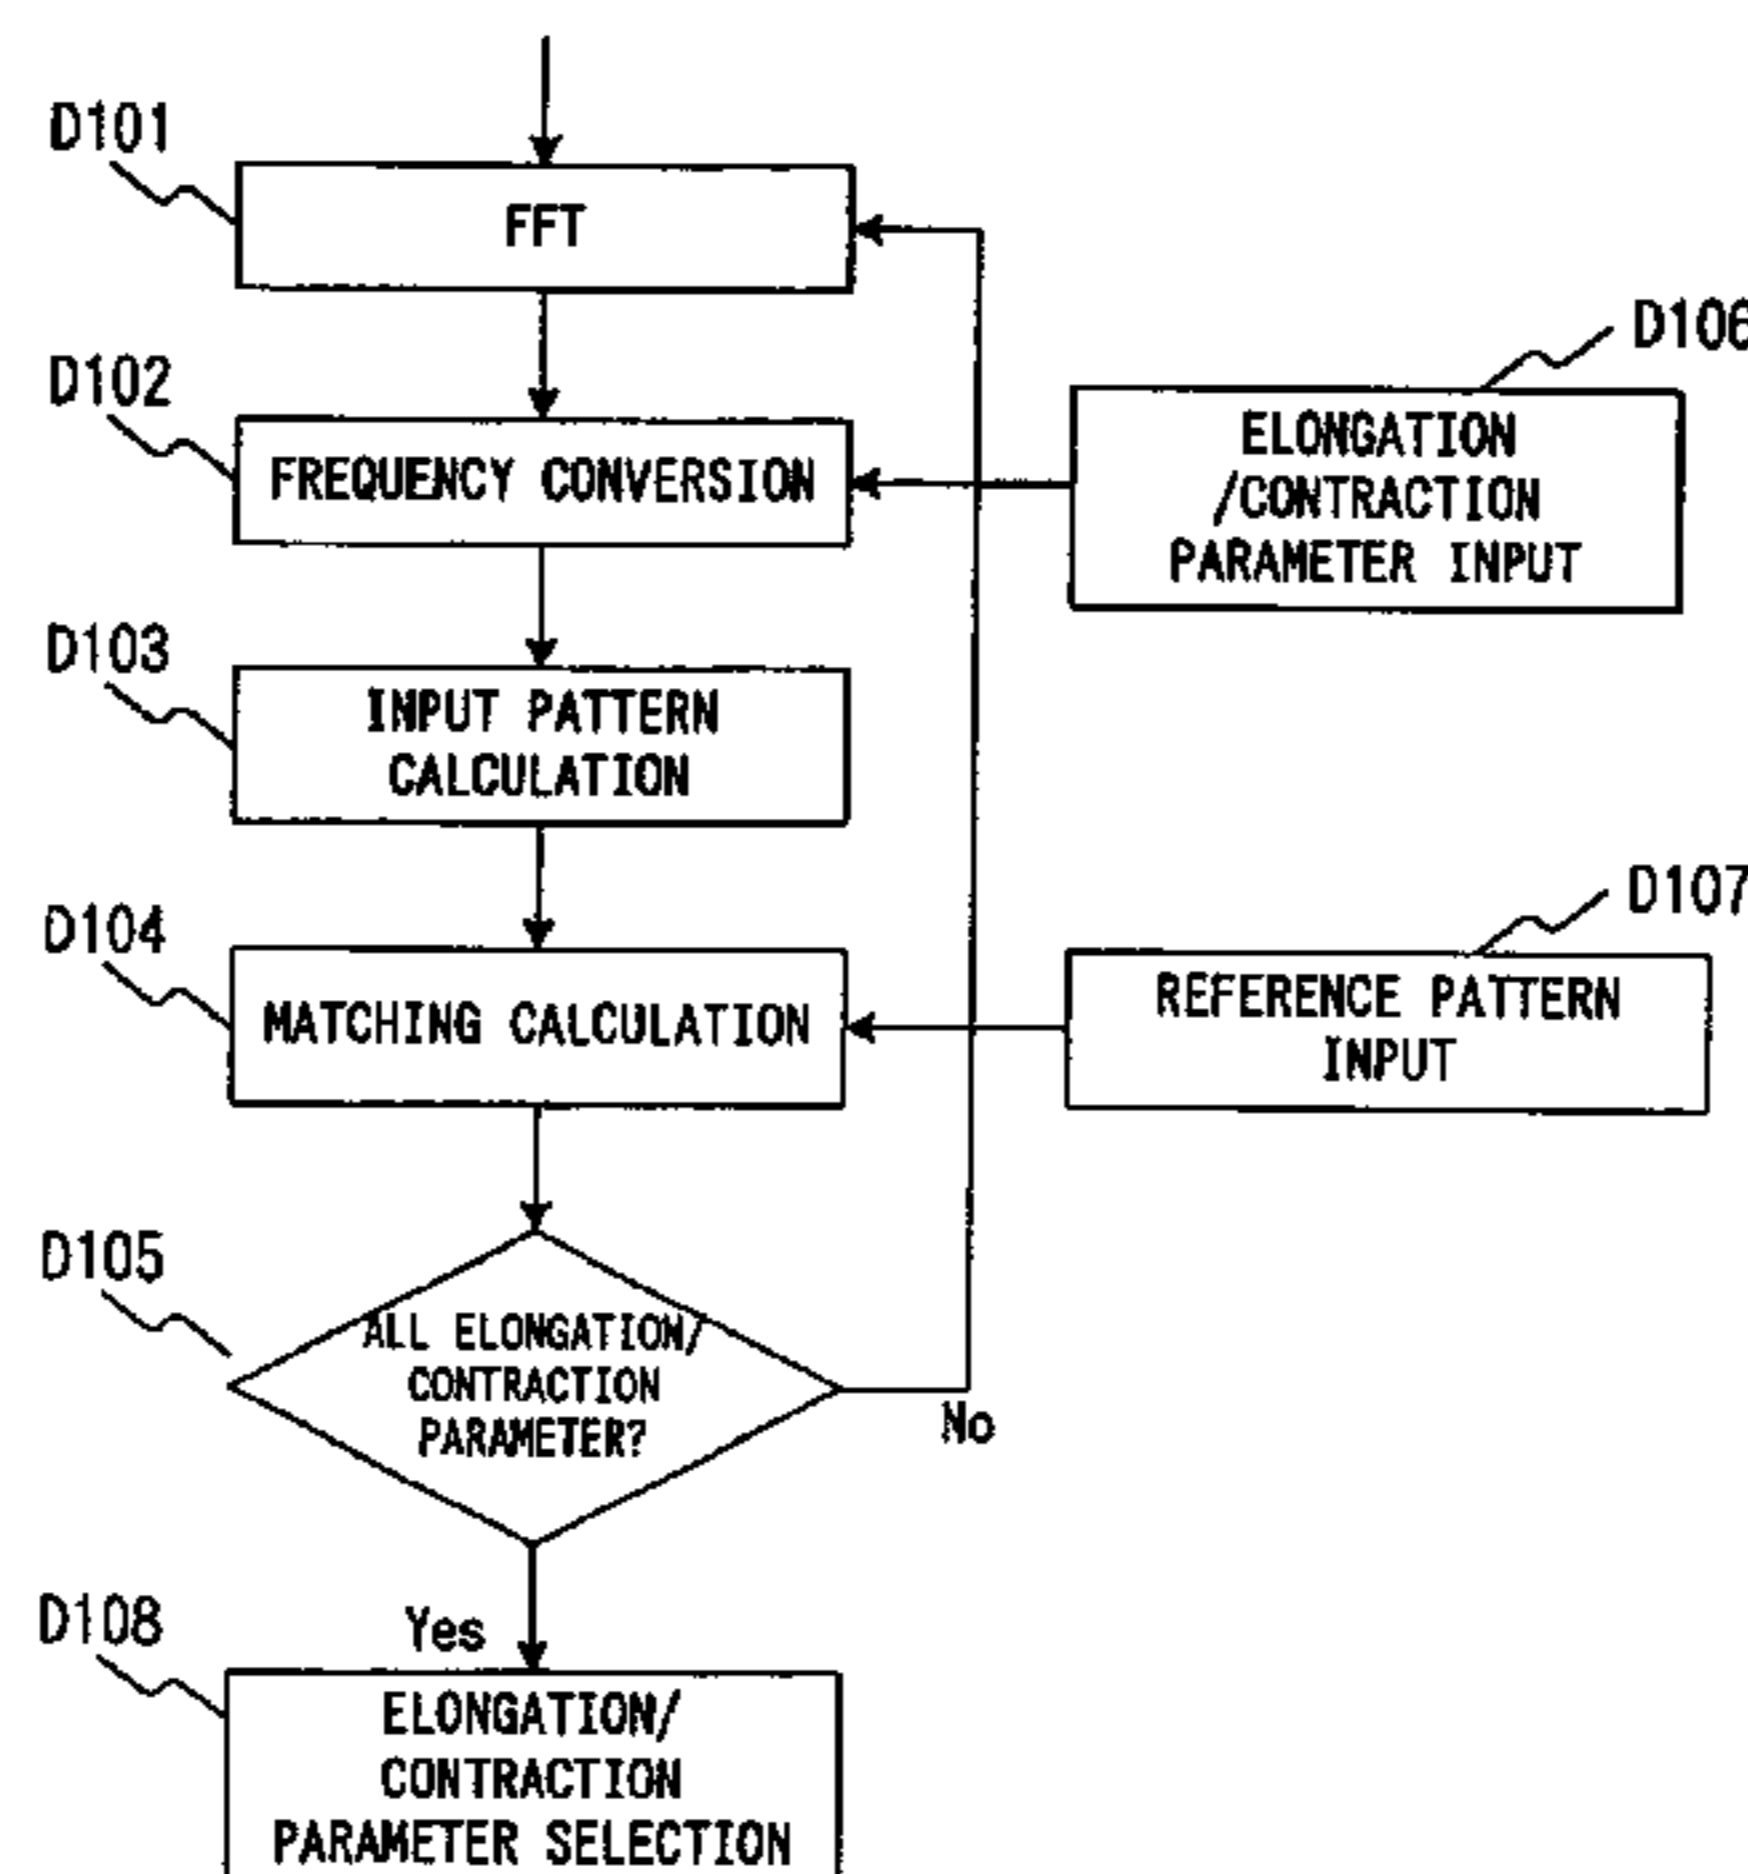 D101
FFT
D106
D102
FREQUENCY CONVERSION
ELONGATION
/CONTRACTION
PARAMETER INPUT
D103
INPUT PATTERN
CALCULATION
D107
D104
MATCHING CALCULATION
REFERENCE PATTERN
INPUT
D105
ALL ELONGATION/
CONTRACTION
PARAMETER?
No
D108
Yes
ELONGATION/
CONTRACTION
PARAMETER SELECTION